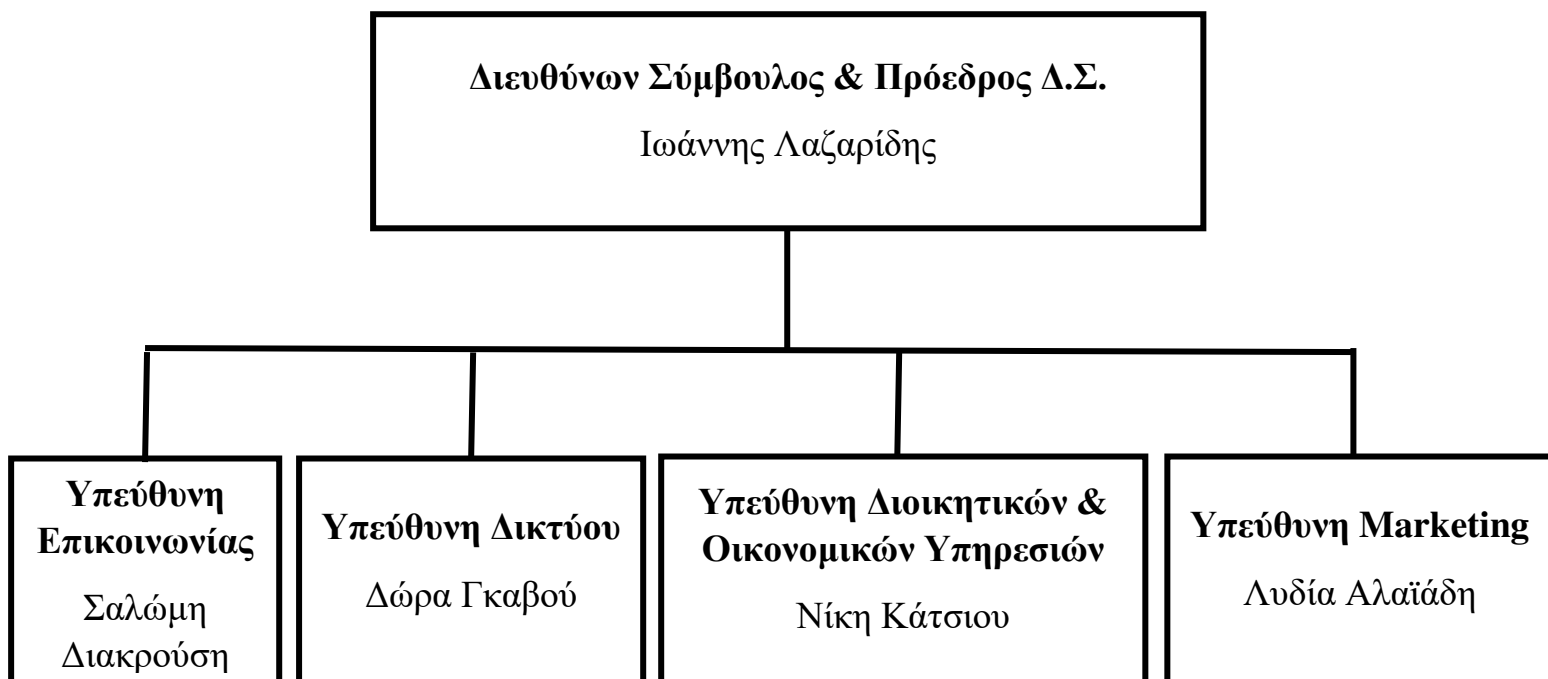 Διευθύνων Σύμβουλος & Πρόεδρος Δ.Σ.
Ιωάννης Λαζαρίδης
Υπεύθυνη
Επικοινωνίας
Σαλώμη
Διακρούση
Υπεύθυνη Δικτύου
Δώρα Γκαβού
Υπεύθυνη Διοικητικών &
Οικονομικών Υπηρεσιών
Νίκη Κάτσιου
Υπεύθυνη Marketing
Λυδία Αλαϊάδη